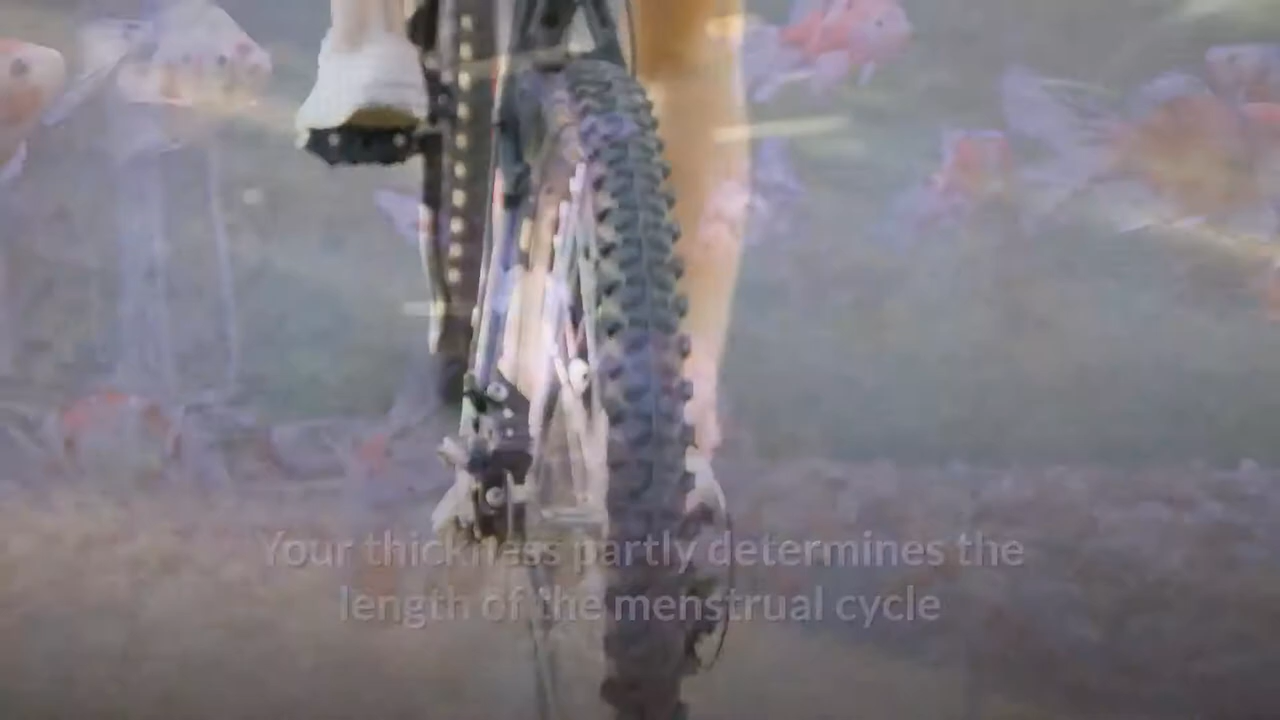 Your thickness partly determines the
length of the menstrual cycle